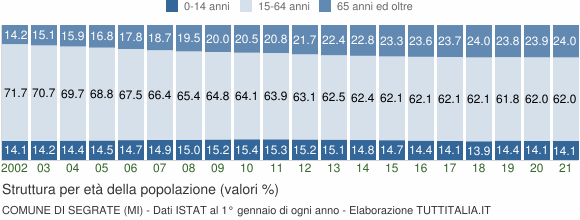 0-14 anni 15-64 anni 65 anni ed oltre
14.2 15.1 15.9 16.8 17.8 18.7 19.5 20.0 20.5 20.8 21.7 22.4 22.8 23.3 23.6 23.7 24.0 23.8 23.9 24.0
71.7 70.7 69.7 68.8 67.5 66.4 65.4 64.8 64.1 63.9 63.1 62.5 62.4 62.1 62.1 62.1 62.1 61.8 62.0 62.0
14.1 14.2 14.4 14.5 14.7 14.9 15.0 15.2 15.4 15.3 15.2 15.1 14.8 14.7 14.4 14.1 13.9 14.4 14.1 14.1
2002 03 04 05 06 07 08 09 10 11 12 13 14 15 16 17 18 19 20 21
Struttura per età della popolazione (valori %)
COMUNE DI SEGRATE (MI) - Dati ISTAT al 1° gennaio di ogni anno - Elaborazione TUTTITALIA.IT